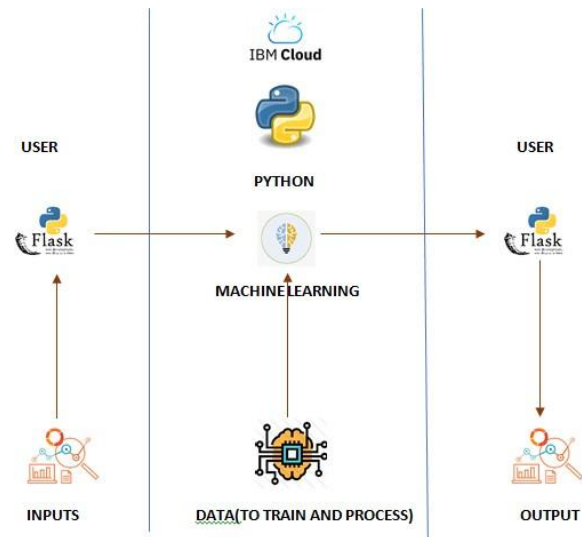 IBM Cloud
USER
USER
PYTHON
Flask
Flask
MACHINE LEARNING
INPUTS
DATA(TO TRAIN AND PROCESS)
OUTPUT